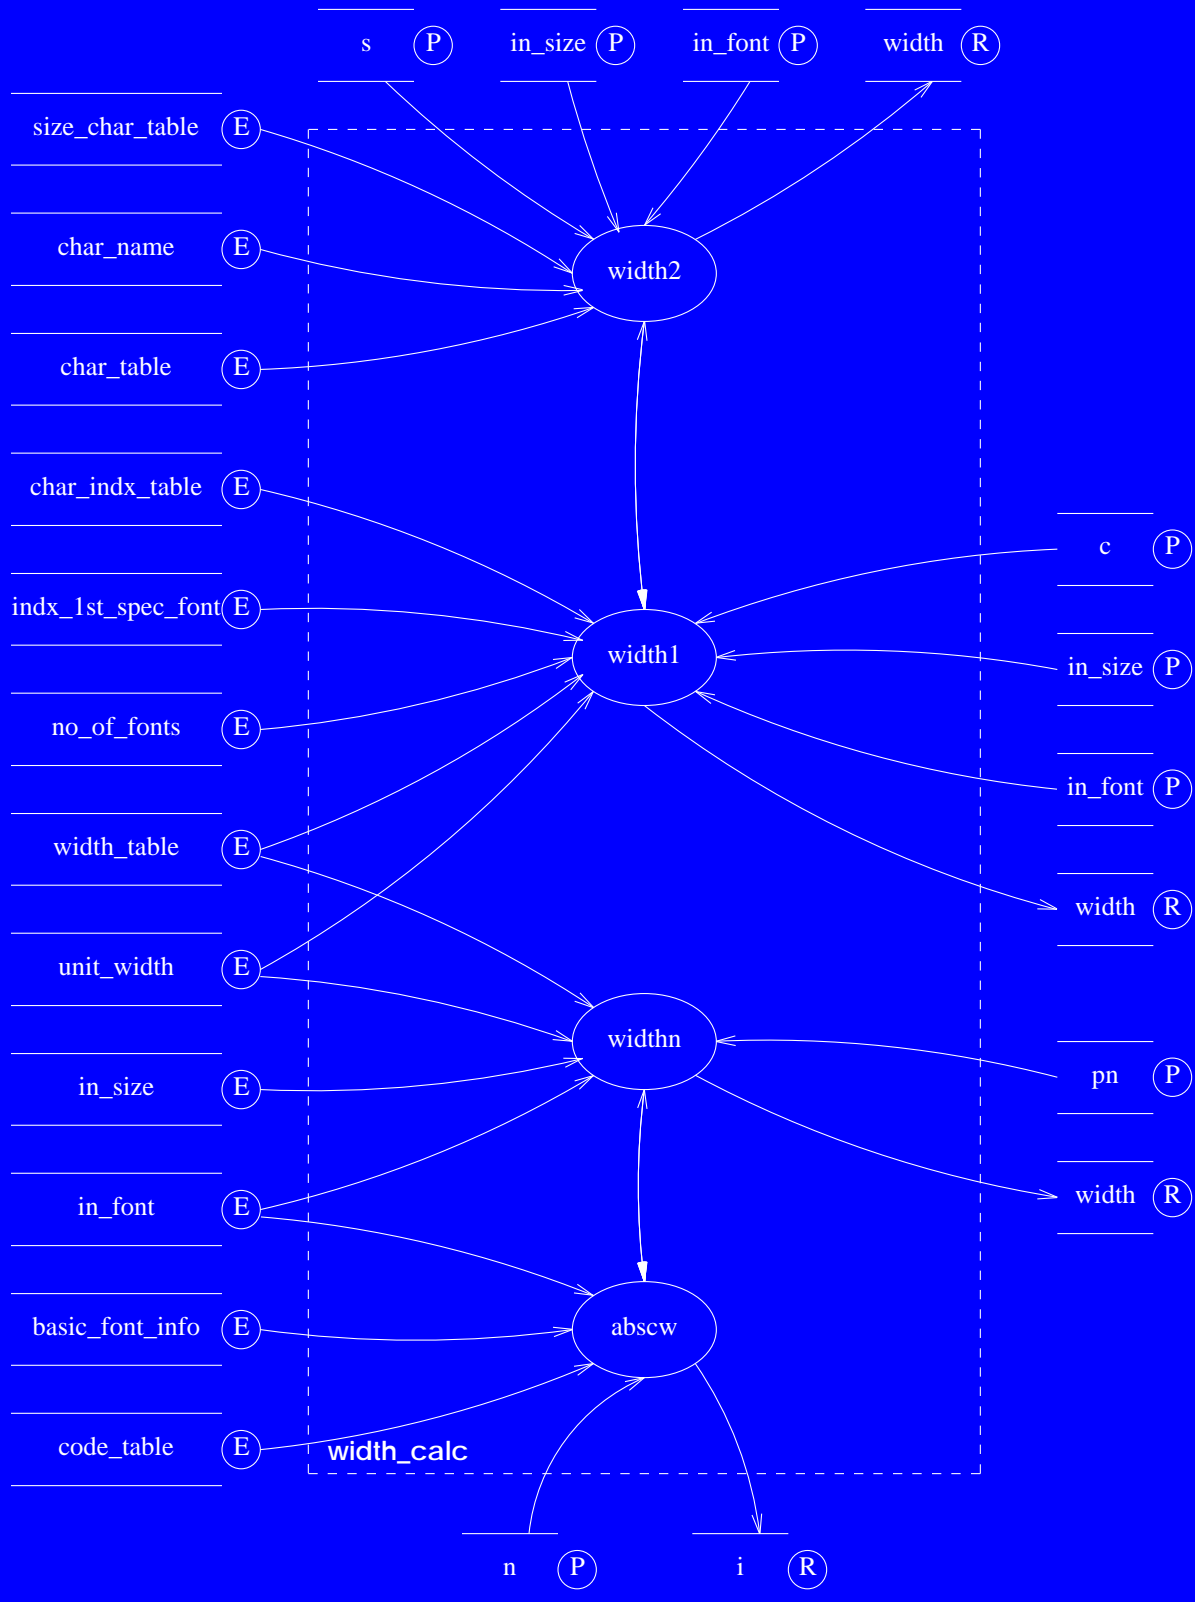 s P in_size P in_font P width R
size_char_table E
char_name E
width2
char_table E
char_indx_table E
c P
indx_1st_spec_font E
width1
in_size P
no_of_fonts E
in_font P
width_table E
width R
unit_width E
widthn
in_size E
pn P
in_font E
width R
basic_font_info E
abscw
code_table E
width_calc
n P i R